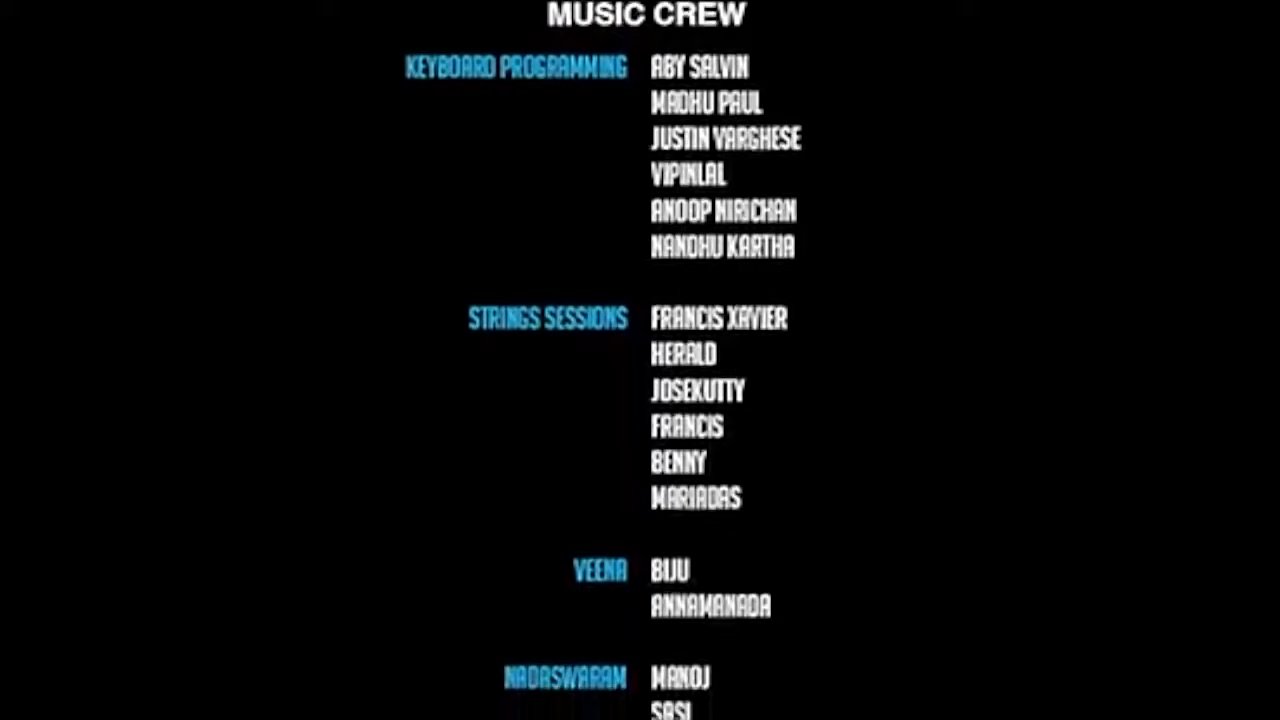 MUSIC CREW
KEYBOARD PROGRAMMING ABY SALVIN
MADHU PAUL
JUSTIN VARGHESE
VIPINLAL
ANOOP NIRICHAN
NANDHU KARTHA
STRINGS SESSIONS FRANCIS XAVIER
HERALD
JOSEKUTTY
FRANCIS
BENNY
MARIADAS
VEENA BIJU
ANNAMANADA
NADASWARAM MANOJ
SASI